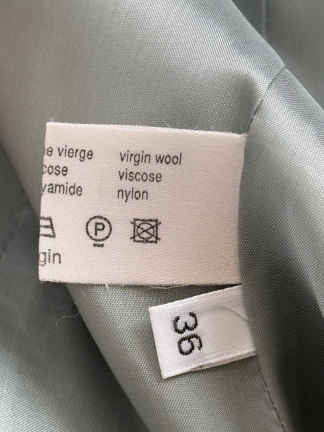 e vierge virgin wool
cose viscose
yamide nylon
P
gin
36